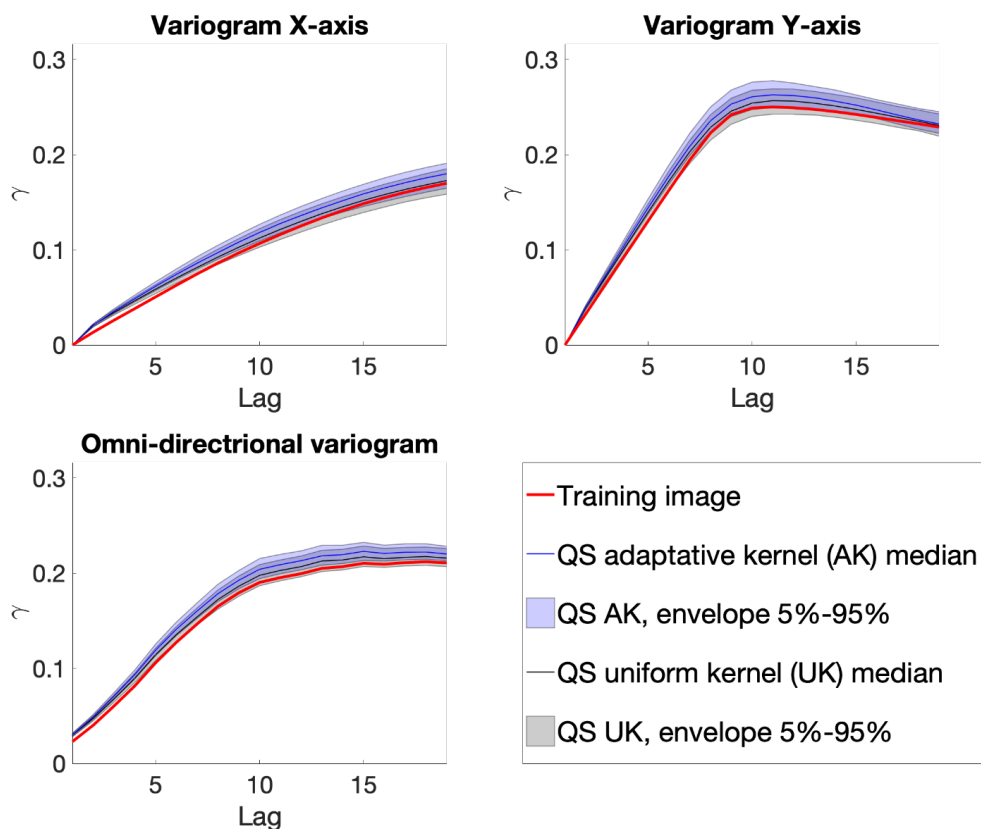 Variogram X-axis
0.3
0.2
0.1
0
γ
5 10 15
Lag
Variogram Y-axis
0.3
0.2
0.1
0
γ
5 10 15
Lag
Omni-directrional variogram
0.3
0.2
0.1
0
γ
5 10 15
Lag
Training image
QS adaptative kernel (AK) median
QS AK, envelope 5%-95%
QS uniform kernel (UK) median
QS UK, envelope 5%-95%